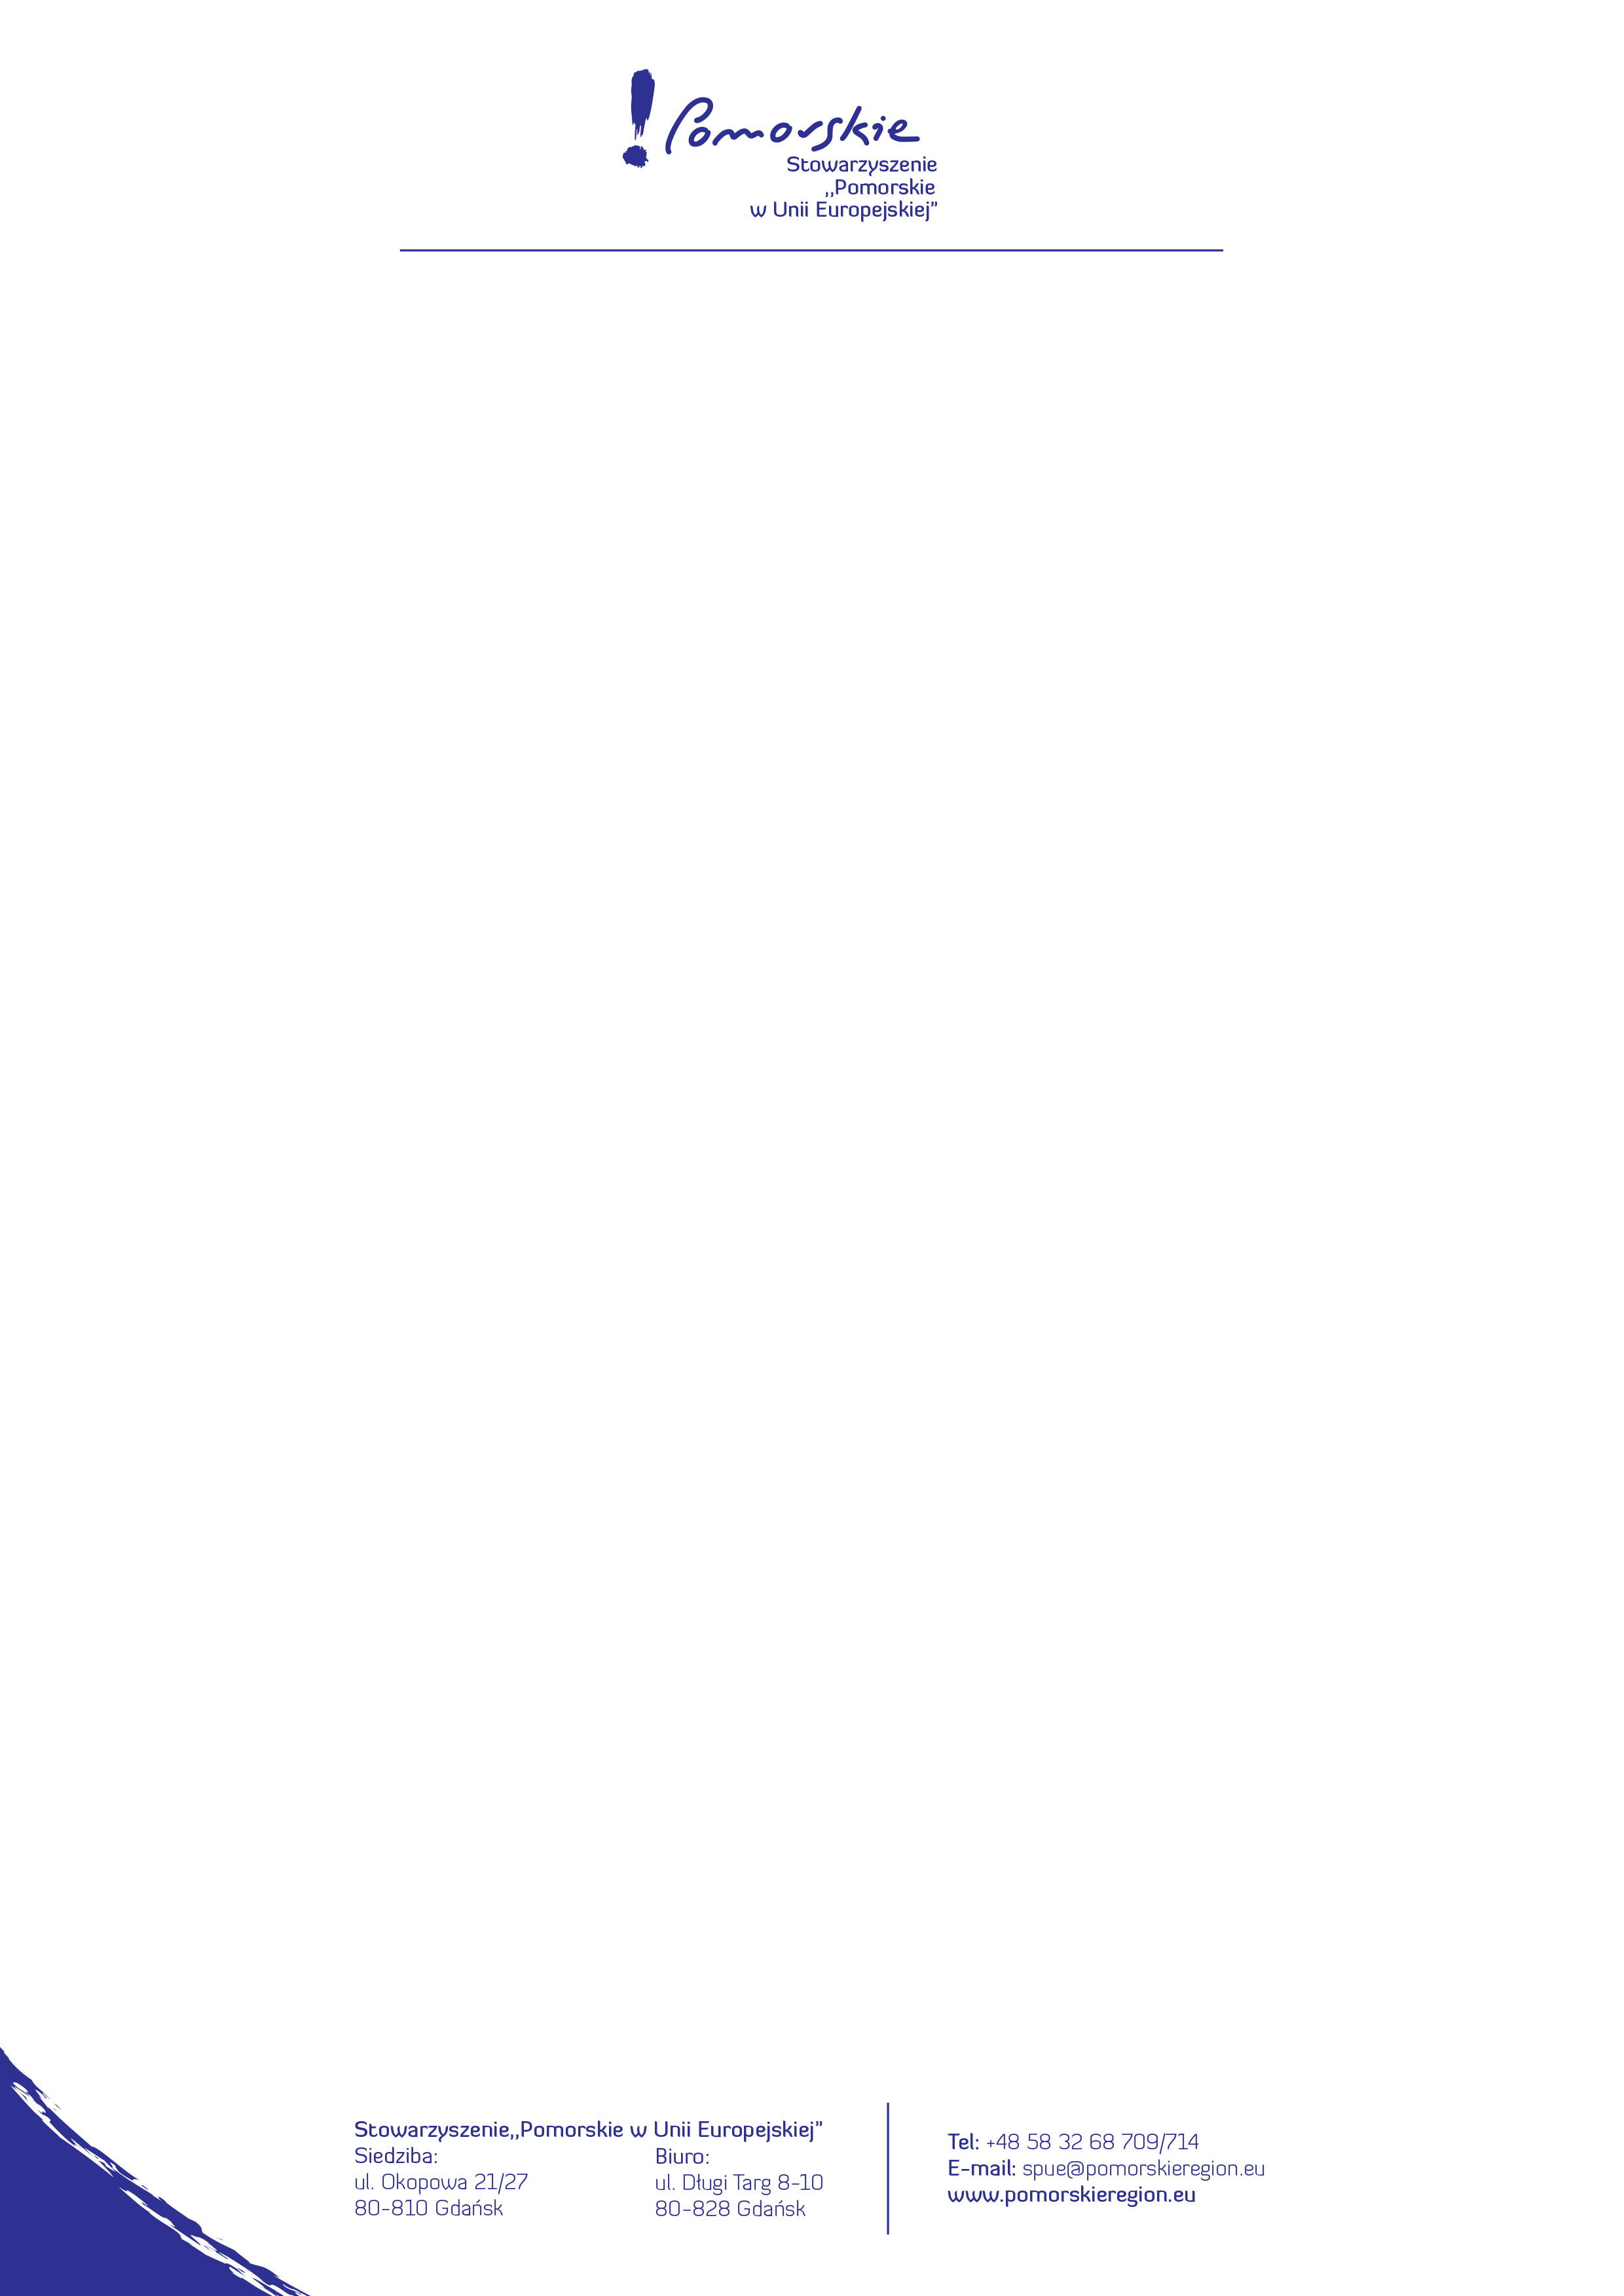 Pomorskie
Stowarzyszenie
,,Pomorskie
w Unii Europejskiej”
Stowarzyszenie,,Pomorskie w Unii Europejskiej”
Siedziba:
ul. Okopowa 21/27
80-810 Gdańsk
Biuro:
ul. Długi Targ 8-10
80-828 Gdańsk
Tel: +48 58 32 68 709/714
E-mail: spue@pomorskieregion.eu
www.pomorskieregion.eu